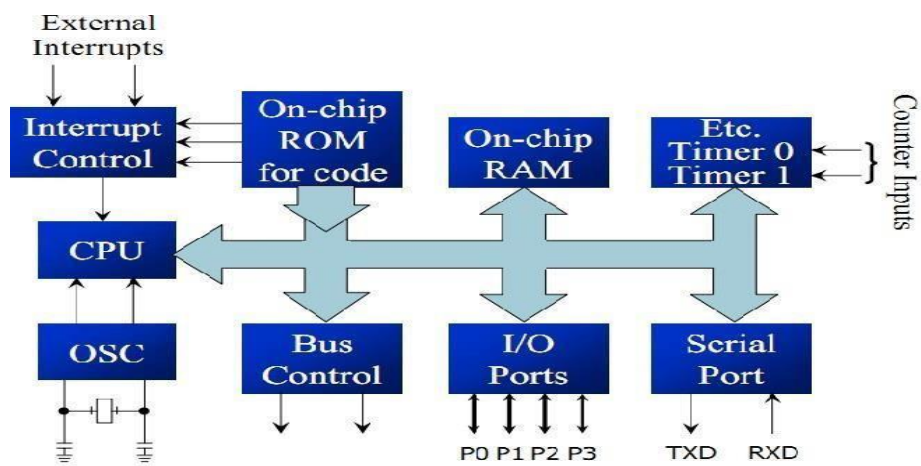 External
Interrupts
Interrupt
Control
On-chip
ROM
for code
On-chip
RAM
Etc.
Timer 0
Timer 1
Counter Inputs
CPU
OSC
Bus
Control
I/O
Ports
Serial
Port
P0 P1 P2 P3
TXD RXD